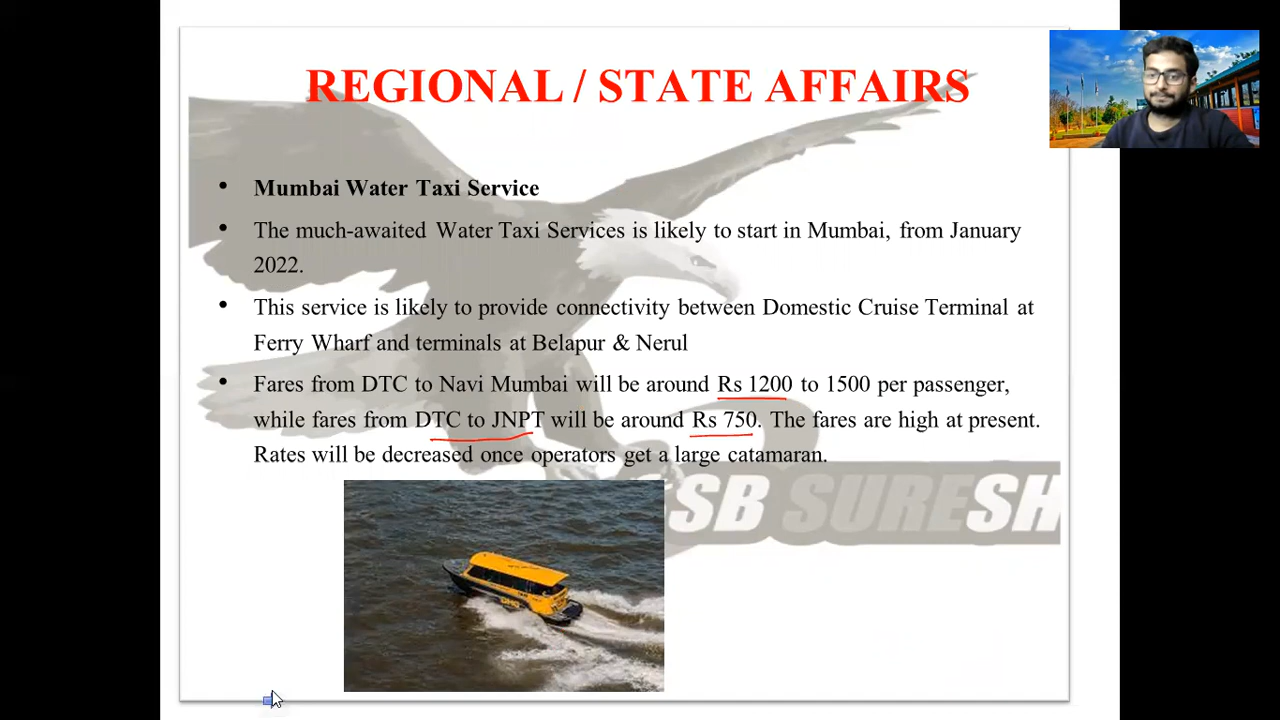 REGIONAL / STATE AFFAIRS
• Mumbai Water Taxi Service
• The much-awaited Water Taxi Services is likely to start in Mumbai, from January
2022.
• This service is likely to provide connectivity between Domestic Cruise Terminal at
Ferry Wharf and terminals at Belapur & Nerul
• Fares from DTC to Navi Mumbai will be around Rs 1200 to 1500 per passenger,
while fares from DTC to JNPT will be around Rs 750. The fares are high at present.
Rates will be decreased once operators get a large catamaran.
SSB SURESH